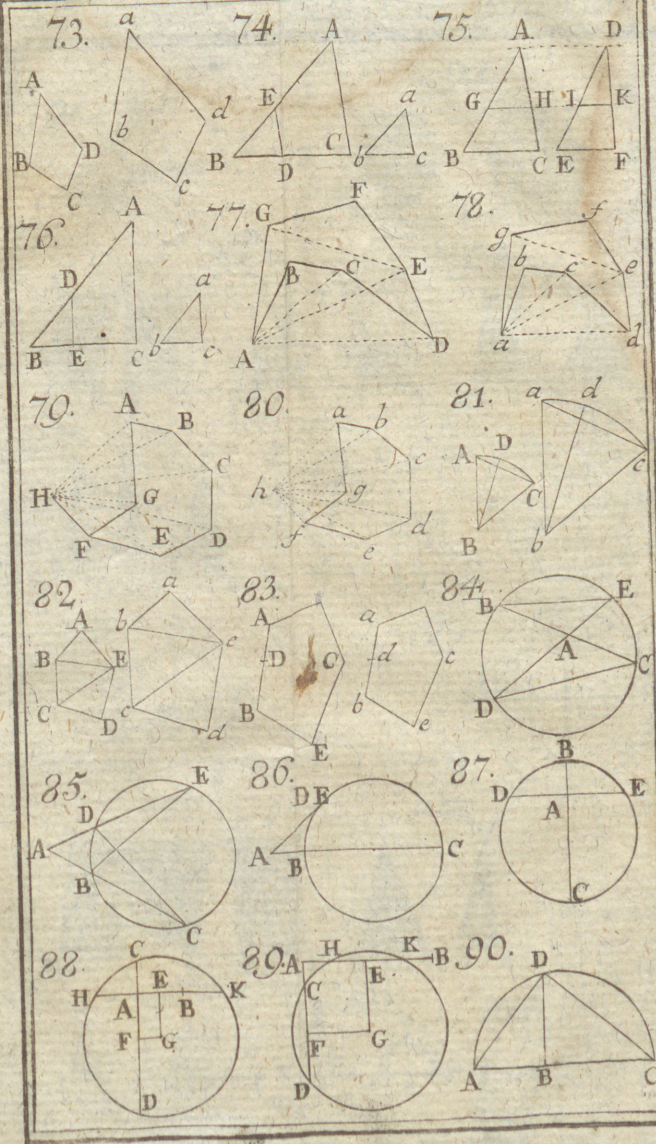 73. a 74. A 75. A D
A E a G H I K
b d
B D C B D C b c B C E F
76. A 77. G F 78. g f
D a B C E b c e
B E C b c A D a d
79. A B 80. a b 81. a d
H C h c A D C c
G g
F E D f e d B b
82 a 83. A a 84. B E
A b e D C d c A
B E B b D C
C D c d E e
85. E 86. D E 87. B
D D E
A A B C A
B C C
88. C 89. A H K B 90. D
H E K C E
A B
F G F G
D D A B C